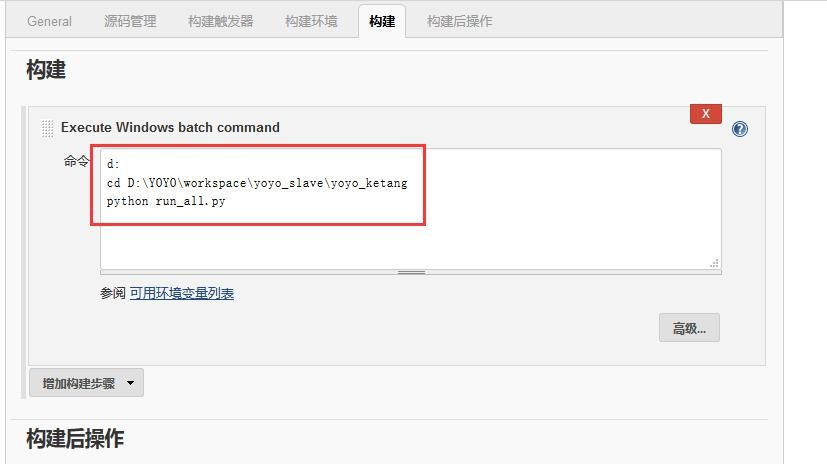 General 源码管理 构建触发器 构建环境 构建 构建后操作
构建
X
Execute Windows batch command
?
命令
d:
cd D:\YOYO\workspace\yoyo_slave\yoyo_ketang
python run_all.py
参阅 可用环境变量列表
高级...
增加构建步骤
构建后操作